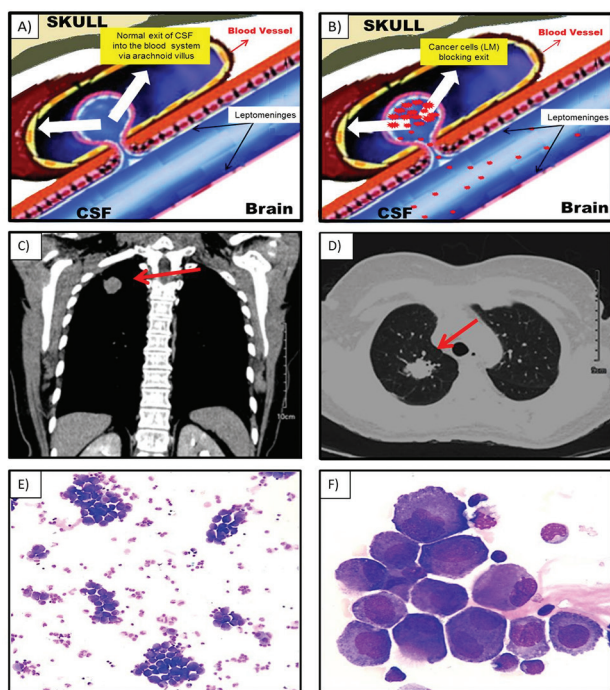 A)
SKULL
Normal exit of CSF
into the blood system
via arachnoid villus
Blood Vessel
Leptomeninges
CSF
Brain
B)
SKULL
Cancer cells (LM)
blocking exit
Blood Vessel
Leptomeninges
CSF
Brain
C)
10cm
D)
E)
F)